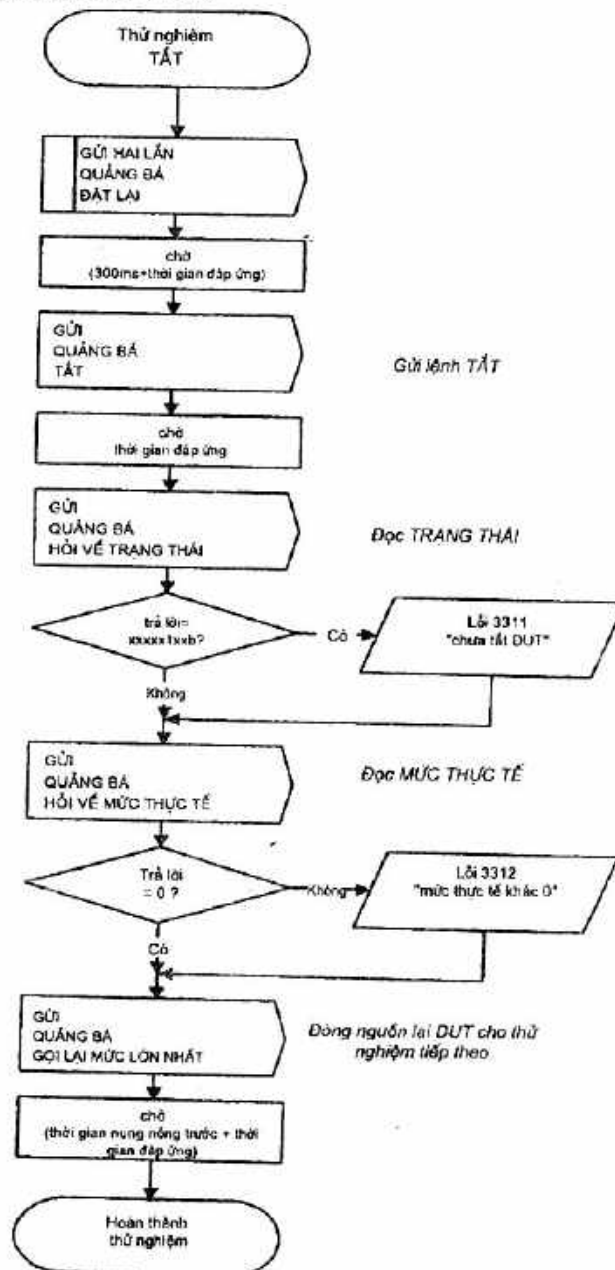 Thử nghiệm
TẮT
GỬI HAI LẦN
QUẢNG BÁ
ĐẶT LẠI
chờ
(300ms+thời gian đáp ứng)
GỬI
QUẢNG BÁ
TẮT
Gửi lệnh TẮT
chờ
thời gian đáp ứng
GỬI
QUẢNG BÁ
HỎI VỀ TRẠNG THÁI
Đọc TRẠNG THÁI
trả lời=
xxxxx1xxb?
Có
Lỗi 3311
"chưa tắt DUT"
Không
GỬI
QUẢNG BÁ
HỎI VỀ MỨC THỰC TẾ
Đọc MỨC THỰC TẾ
Trả lời
= 0 ?
Không
Lỗi 3312
"mức thực tế khác 0"
Có
GỬI
QUẢNG BÁ
GỌI LẠI MỨC LỚN NHẤT
Đóng nguồn lại DUT cho thử
nghiệm tiếp theo
chờ
(thời gian nung nóng trước + thời
gian đáp ứng)
Hoàn thành
thử nghiệm